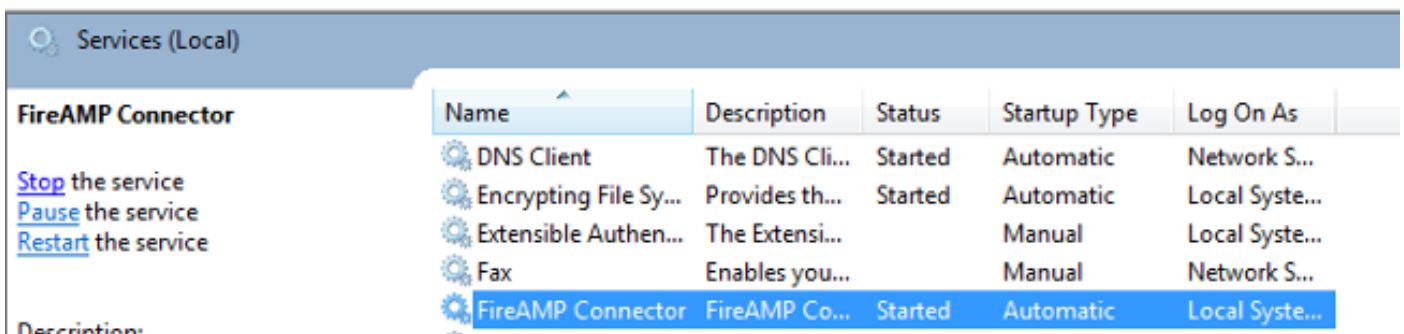 Services (Local)
FireAMP Connector
Stop the service
Pause the service
Restart the service
Description:
Name Description Status Startup Type Log On As
DNS Client The DNS Cli... Started Automatic Network S...
Encrypting File Sy... Provides th... Started Automatic Local Syste...
Extensible Authen... The Extensi... Manual Local Syste...
Fax Enables you... Manual Network S...
FireAMP Connector FireAMP Co... Started Automatic Local Syste...